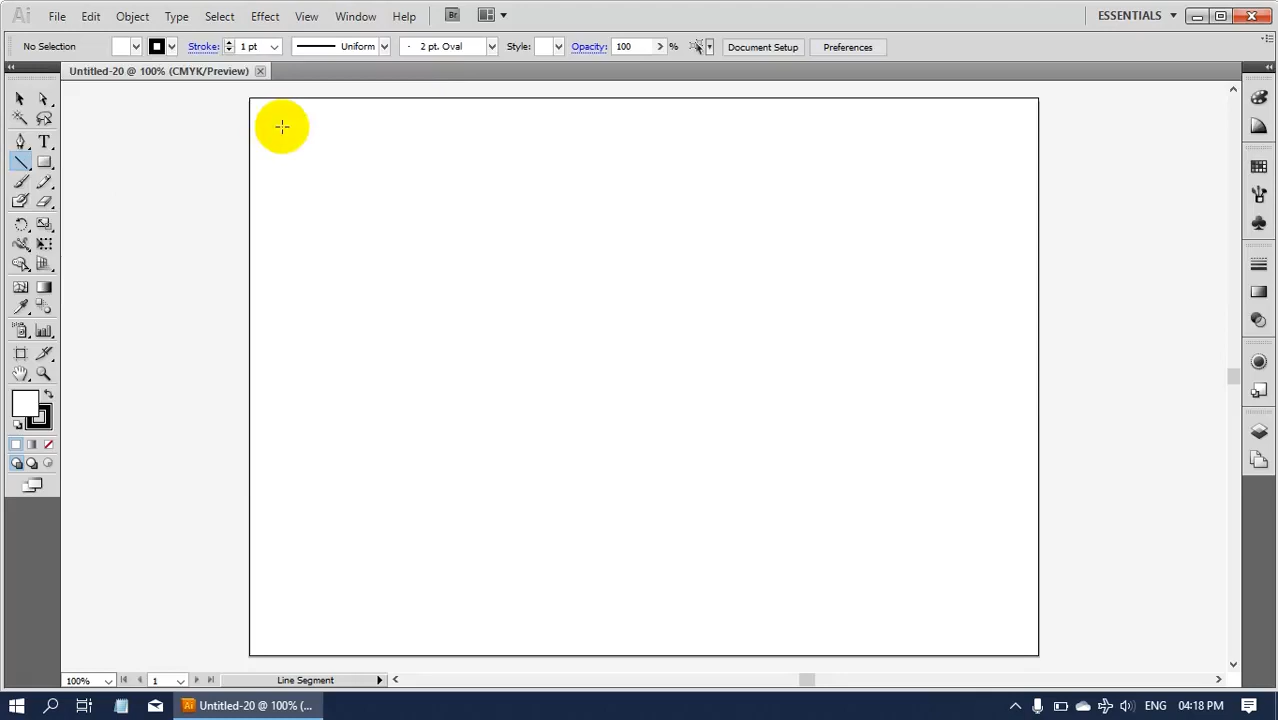 Ai File Edit Object Type Select Effect View Window Help Br ESSENTIALS
No Selection Stroke: 1 pt Uniform 2 pt. Oval Style: Opacity: 100 % Document Setup Preferences
Untitled-20 @ 100% (CMYK/Preview)
T
100% 1 Line Segment
Ai Untitled-20 @ 100% (... ENG 04:18 PM